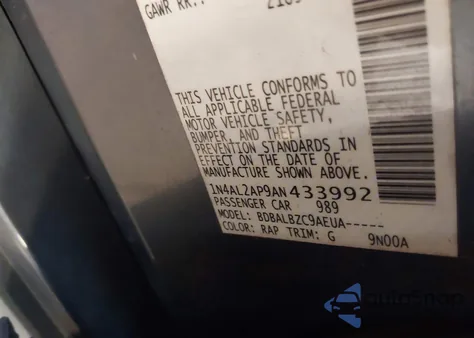 GAWR RR.:
THIS VEHICLE CONFORMS TO
ALL APPLICABLE FEDERAL
MOTOR VEHICLE SAFETY,
BUMPER, AND THEFT
PREVENTION STANDARDS IN
EFFECT ON THE DATE OF
MANUFACTURE SHOWN ABOVE.
1N4AL2AP9AN433992
PASSENGER CAR 989
MODEL: BDBALBZC9AEUA-----
COLOR: RAP TRIM: G 9N00A
AutoSnap